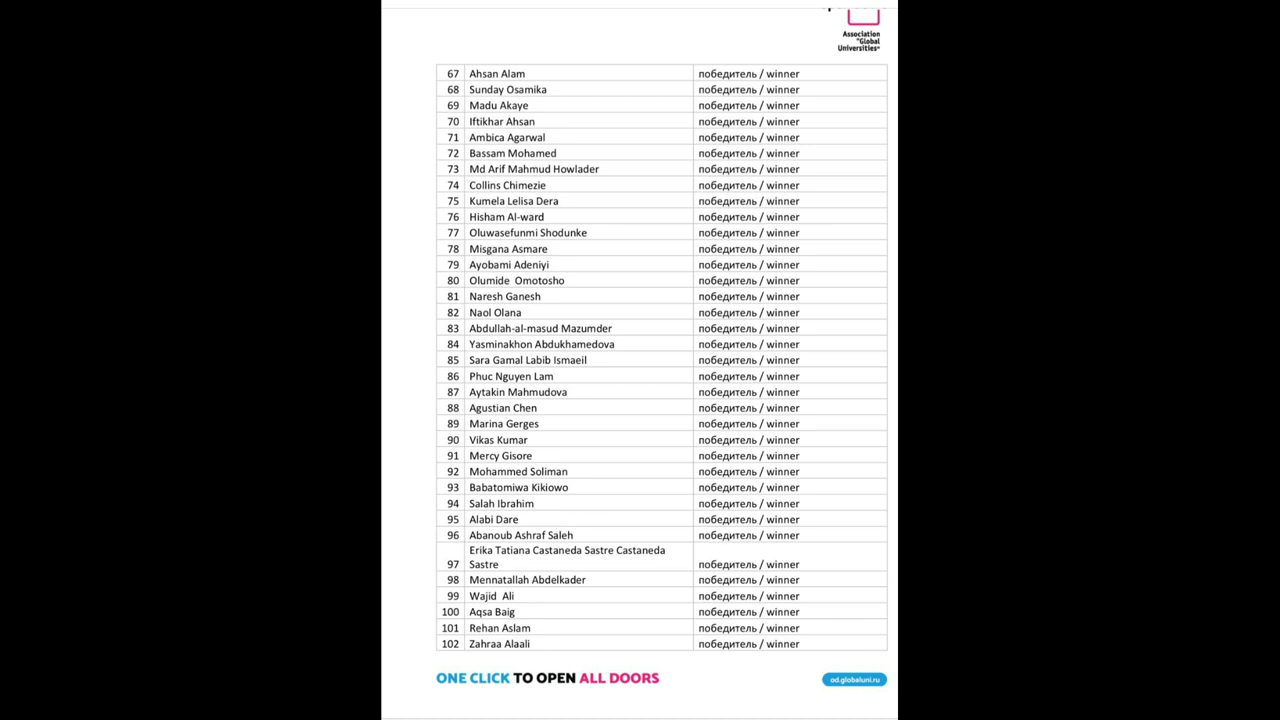 Association
"Global
Universities"
67 Ahsan Alam победитель / winner
68 Sunday Osamika победитель / winner
69 Madu Akaye победитель / winner
70 Iftikhar Ahsan победитель / winner
71 Ambica Agarwal победитель / winner
72 Bassam Mohamed победитель / winner
73 Md Arif Mahmud Howlader победитель / winner
74 Collins Chimezie победитель / winner
75 Kumela Lelisa Dera победитель / winner
76 Hisham Al-ward победитель / winner
77 Oluwasefunmi Shodunke победитель / winner
78 Misgana Asmare победитель / winner
79 Ayobami Adeniyi победитель / winner
80 Olumide  Omotosho победитель / winner
81 Naresh Ganesh победитель / winner
82 Naol Olana победитель / winner
83 Abdullah-al-masud Mazumder победитель / winner
84 Yasminakhon Abdukhamedova победитель / winner
85 Sara Gamal Labib Ismaeil победитель / winner
86 Phuc Nguyen Lam победитель / winner
87 Aytakin Mahmudova победитель / winner
88 Agustian Chen победитель / winner
89 Marina Gerges победитель / winner
90 Vikas Kumar победитель / winner
91 Mercy Gisore победитель / winner
92 Mohammed Soliman победитель / winner
93 Babatomiwa Kikiowo победитель / winner
94 Salah Ibrahim победитель / winner
95 Alabi Dare победитель / winner
96 Abanoub Ashraf Saleh победитель / winner
Erika Tatiana Castaneda Sastre Castaneda
97 Sastre победитель / winner
98 Mennatallah Abdelkader победитель / winner
99 Wajid  Ali победитель / winner
100 Aqsa Baig победитель / winner
101 Rehan Aslam победитель / winner
102 Zahraa Alaali победитель / winner
ONE CLICK TO OPEN ALL DOORS od.globaluni.ru